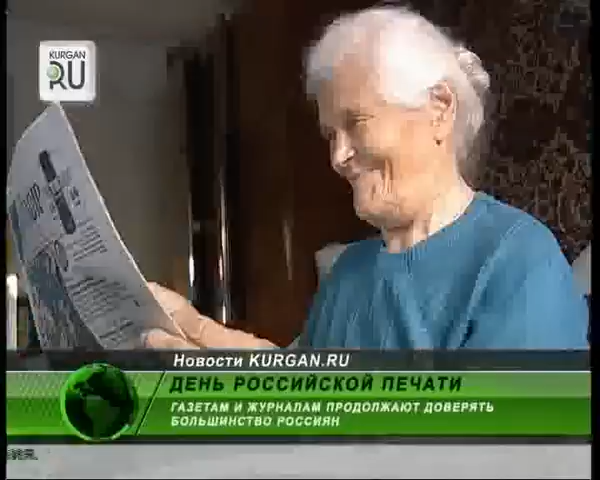 KURGAN
RU
Новости KURGAN.RU
ДЕНЬ РОССИЙСКОЙ ПЕЧАТИ
ГАЗЕТАМ И ЖУРНАЛАМ ПРОДОЛЖАЮТ ДОВЕРЯТЬ
БОЛЬШИНСТВО РОССИЯН